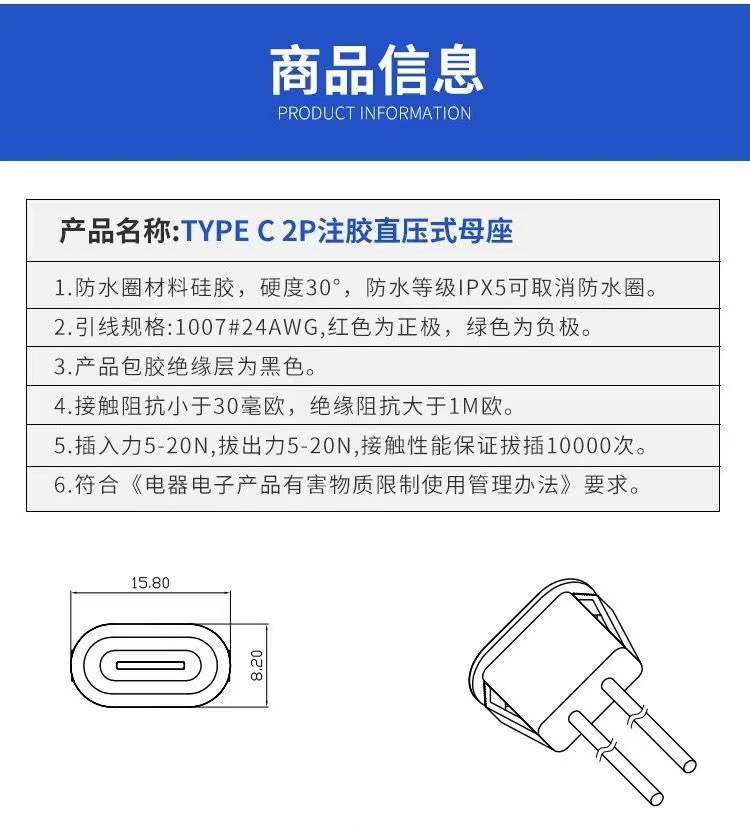 商品信息
PRODUCT INFORMATION
产品名称:TYPE C 2P注胶直压式母座
1.防水圈材料硅胶，硬度30°，防水等级IPX5可取消防水圈。
2.引线规格:1007#24AWG,红色为正极，绿色为负极。
3.产品包胶绝缘层为黑色。
4.接触阻抗小于30毫欧，绝缘阻抗大于1M欧。
5.插入力5-20N,拔出力5-20N,接触性能保证拔插10000次。
6.符合《电器电子产品有害物质限制使用管理办法》要求。
15.80
8.20